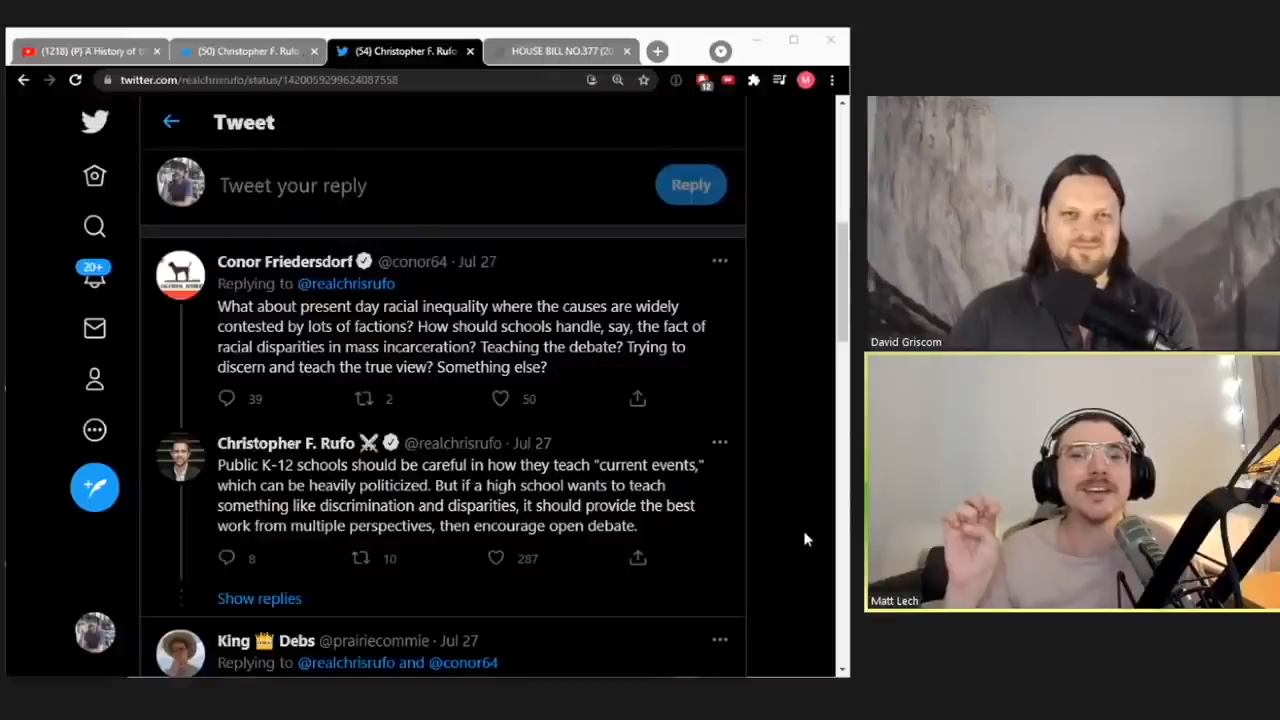 (1218) (P) A History of t
(50) Christopher F. Rufo
(54) Christopher F. Rufo
HOUSE BILL NO.377 (20
twitter.com/realchrisrufo/status/1420059299624087558
12
M
Tweet
Tweet your reply
Reply
20+
Conor Friedersdorf @conor64 · Jul 27
Replying to @realchrisrufo
What about present day racial inequality where the causes are widely
contested by lots of factions? How should schools handle, say, the fact of
racial disparities in mass incarceration? Teaching the debate? Trying to
discern and teach the true view? Something else?
39 2 50
Christopher F. Rufo ⚔ @realchrisrufo · Jul 27
Public K-12 schools should be careful in how they teach "current events,"
which can be heavily politicized. But if a high school wants to teach
something like discrimination and disparities, it should provide the best
work from multiple perspectives, then encourage open debate.
8 10 287
Show replies
King 👑 Debs @prairiecommie · Jul 27
Replying to @realchrisrufo and @conor64
David Griscom
Matt Lech